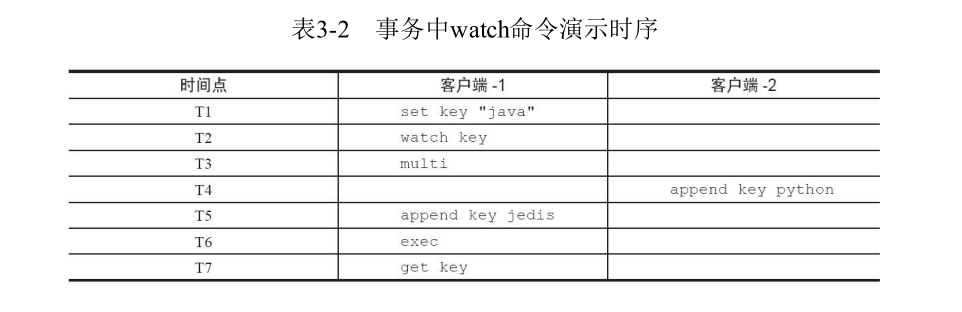 表3-2 事务中watch命令演示时序
时间点 客户端 -1 客户端 -2
T1 set key "java"
T2 watch key
T3 multi
T4 append key python
T5 append key jedis
T6 exec
T7 get key